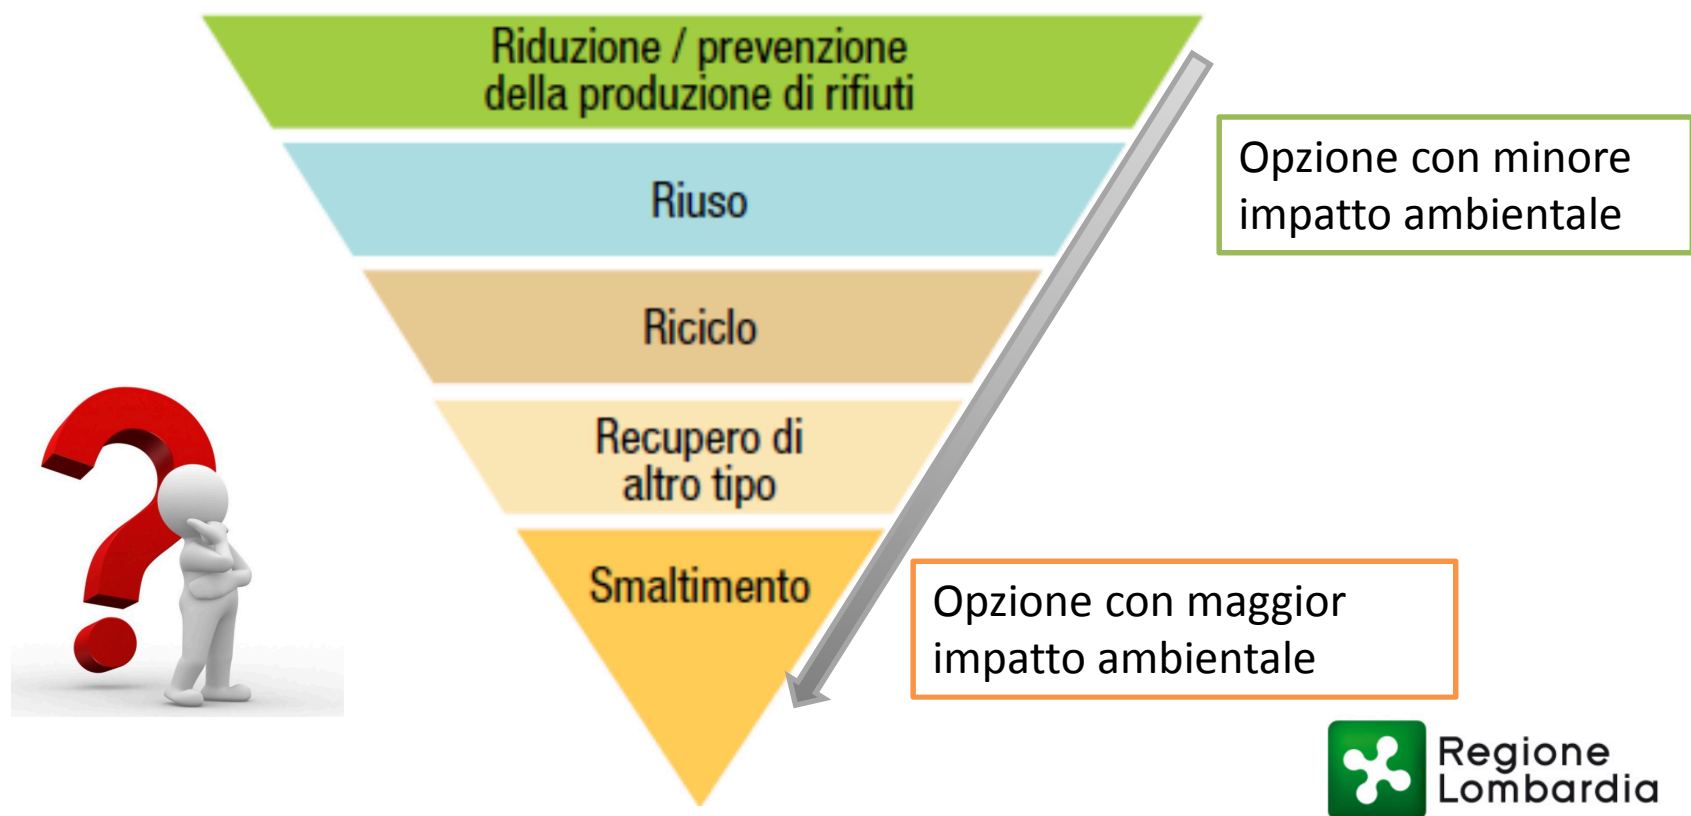 Riduzione / prevenzione
della produzione di rifiuti
Riuso
Riciclo
Recupero di
altro tipo
Smaltimento
Opzione con minore
impatto ambientale
Opzione con maggior
impatto ambientale
Regione
Lombardia